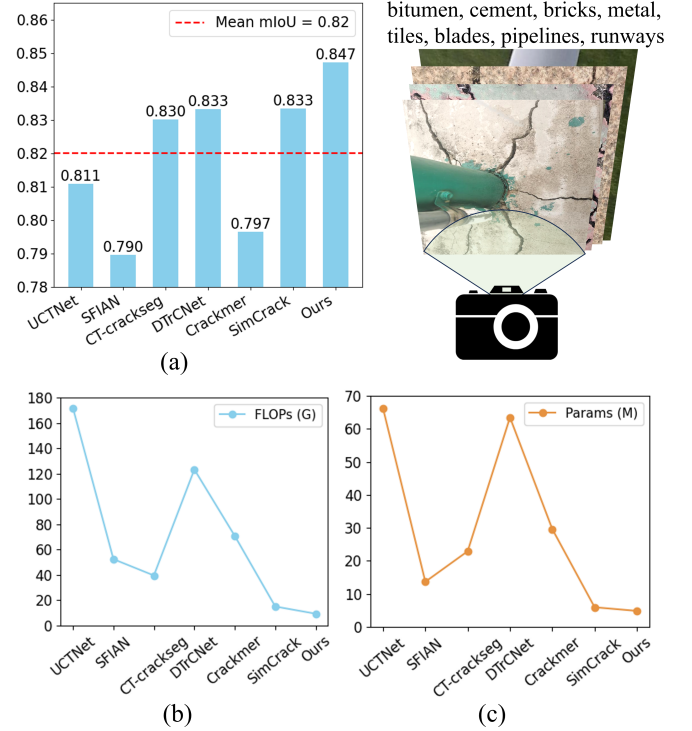 0.86
0.85
0.84
0.83
0.82
0.81
0.80
0.79
0.78
Mean mIoU = 0.82
0.811
0.790
0.830
0.833
0.797
0.833
0.847
UCTNet
SFIAN
CT-crackseg
DTrCNet
Crackmer
SimCrack
Ours
(a)
bitumen, cement, bricks, metal,
tiles, blades, pipelines, runways
180
160
140
120
100
80
60
40
20
0
FLOPs (G)
UCTNet
SFIAN
CT-crackseg
DTrCNet
Crackmer
SimCrack
Ours
(b)
70
60
50
40
30
20
10
0
Params (M)
UCTNet
SFIAN
CT-crackseg
DTrCNet
Crackmer
SimCrack
Ours
(c)